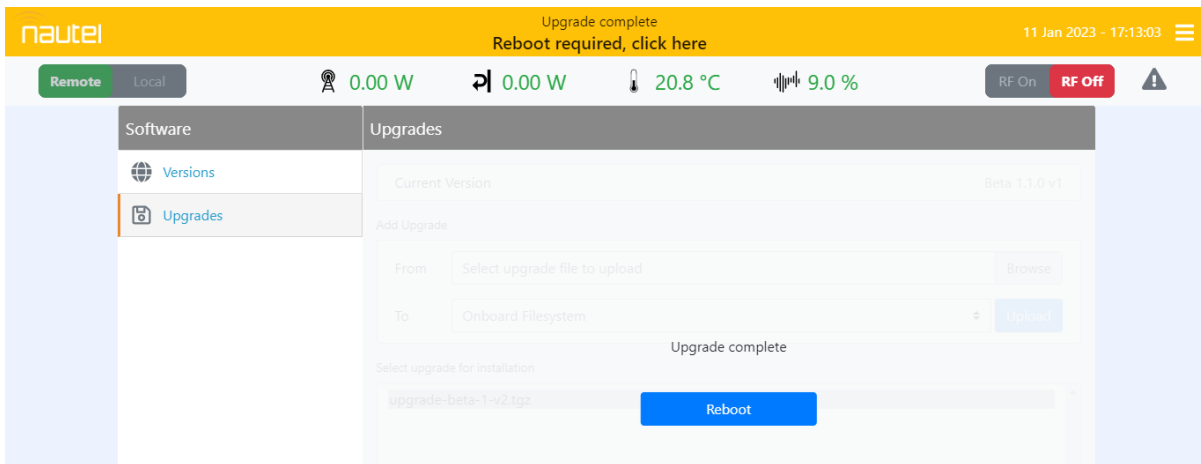 nautel
Upgrade complete
Reboot required, click here
11 Jan 2023 - 17:13:03
Remote Local 0.00 W 0.00 W 20.8 °C 9.0 % RF On RF Off
Software
Upgrades
Versions
Upgrades
Current Version Beta 1.1.0 v1
Add Upgrade
From Select upgrade file to upload Browse
To Onboard Filesystem Upload
Upgrade complete
Select upgrade for installation
upgrade-beta-1-v2.tgz
Reboot